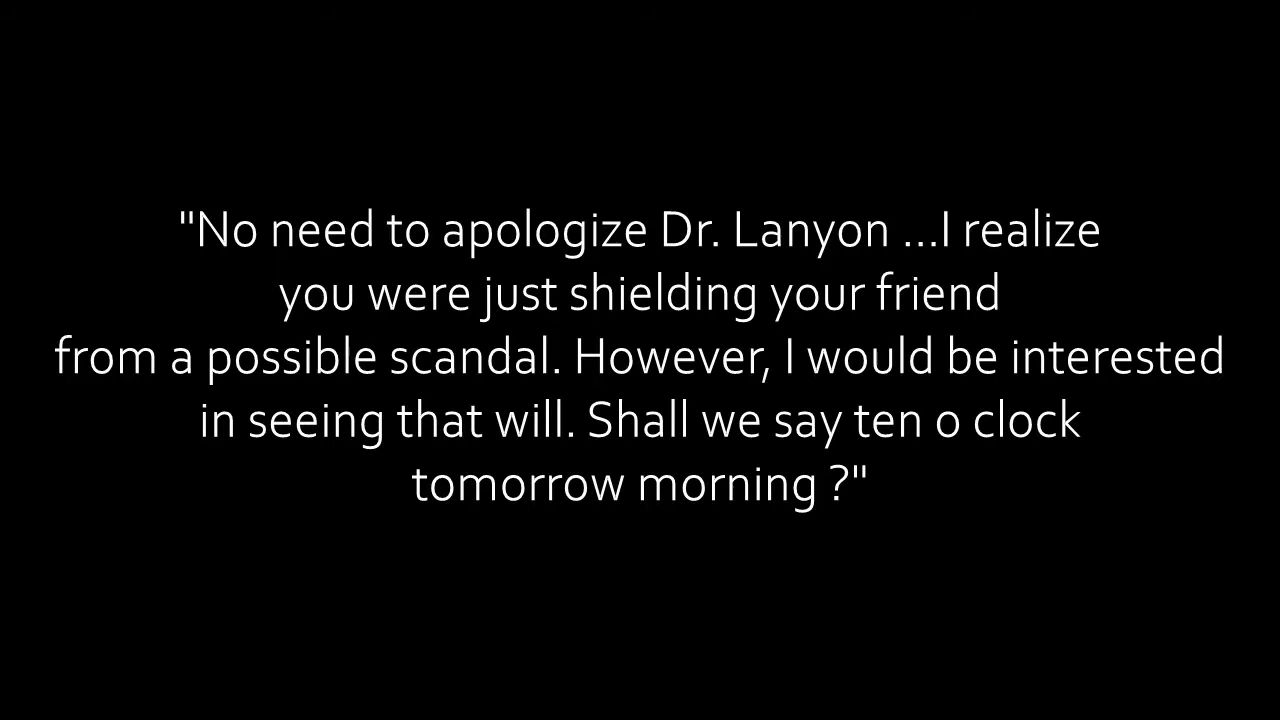 "No need to apologize Dr. Lanyon ...I realize
you were just shielding your friend
from a possible scandal. However, I would be interested
in seeing that will. Shall we say ten o clock
tomorrow morning ?"